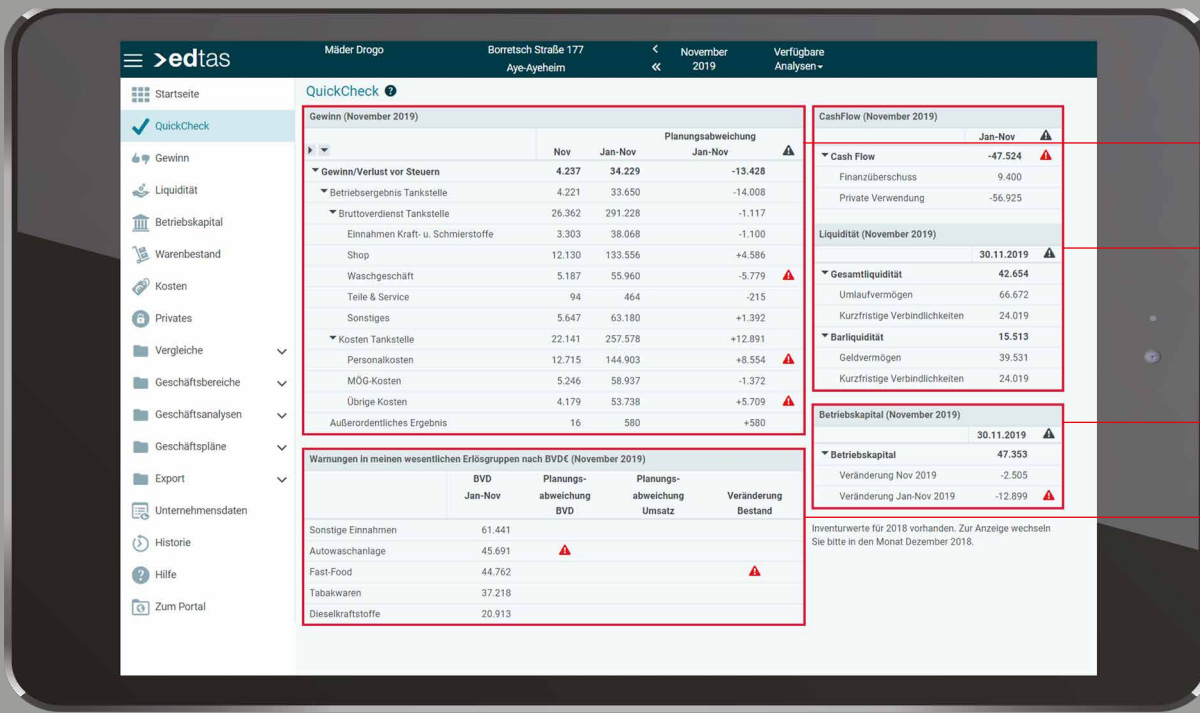 >edtas
Mäder Drogo
Borretsch Straße 177
Aye-Ayeheim
< November
« 2019
Verfügbare
Analysen
Startseite
QuickCheck
Gewinn
Liquidität
Betriebskapital
Warenbestand
Kosten
Privates
Vergleiche
Geschäftsbereiche
Geschäftsanalysen
Geschäftspläne
Export
Unternehmensdaten
Historie
Hilfe
Zum Portal
QuickCheck ?
Gewinn (November 2019)
Planungsabweichung
Nov Jan-Nov Jan-Nov
Gewinn/Verlust vor Steuern 4.237 34.229 -13.428
Betriebsergebnis Tankstelle 4.221 33.650 -14.008
Bruttoverdienst Tankstelle 26.362 291.228 -1.117
Einnahmen Kraft- u. Schmierstoffe 3.303 38.068 -1.100
Shop 12.130 133.556 +4.586
Waschgeschäft 5.187 55.960 -5.779
Teile & Service 94 464 -215
Sonstiges 5.647 63.180 +1.392
Kosten Tankstelle 22.141 257.578 +12.891
Personalkosten 12.715 144.903 +8.554
MÖG-Kosten 5.246 58.937 -1.372
Übrige Kosten 4.179 53.738 +5.709
Außerordentliches Ergebnis 16 580 +580
Warnungen in meinen wesentlichen Erlösgruppen nach BVD€ (November 2019)
BVD Planungs- Planungs-
Jan-Nov abweichung abweichung Veränderung
BVD Umsatz Bestand
Sonstige Einnahmen 61.441
Autowaschanlage 45.691
Fast-Food 44.762
Tabakwaren 37.218
Dieselkraftstoffe 20.913
CashFlow (November 2019)
Jan-Nov
Cash Flow -47.524
Finanzüberschuss 9.400
Private Verwendung -56.925
Liquidität (November 2019)
30.11.2019
Gesamtliquidität 42.654
Umlaufvermögen 66.672
Kurzfristige Verbindlichkeiten 24.019
Barliquidität 15.513
Geldvermögen 39.531
Kurzfristige Verbindlichkeiten 24.019
Betriebskapital (November 2019)
30.11.2019
Betriebskapital 47.353
Veränderung Nov 2019 -2.505
Veränderung Jan-Nov 2019 -12.899
Inventurwerte für 2018 vorhanden. Zur Anzeige wechseln
Sie bitte in den Monat Dezember 2018.